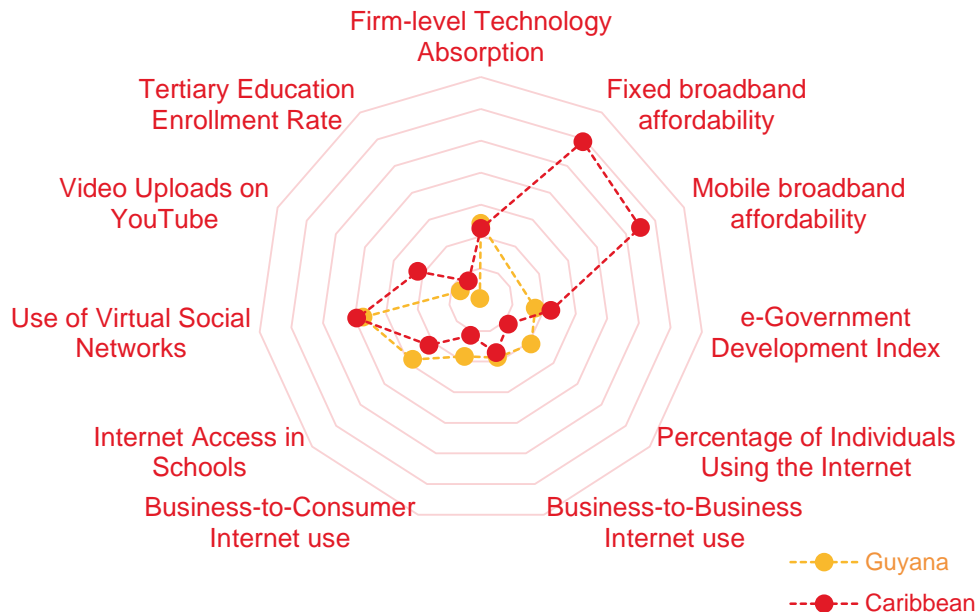 Firm-level Technology
Absorption
Tertiary Education
Enrollment Rate
Fixed broadband
affordability
Video Uploads on
YouTube
Mobile broadband
affordability
Use of Virtual Social
Networks
e-Government
Development Index
Internet Access in
Schools
Percentage of Individuals
Using the Internet
Business-to-Consumer
Internet use
Business-to-Business
Internet use
Guyana
Caribbean